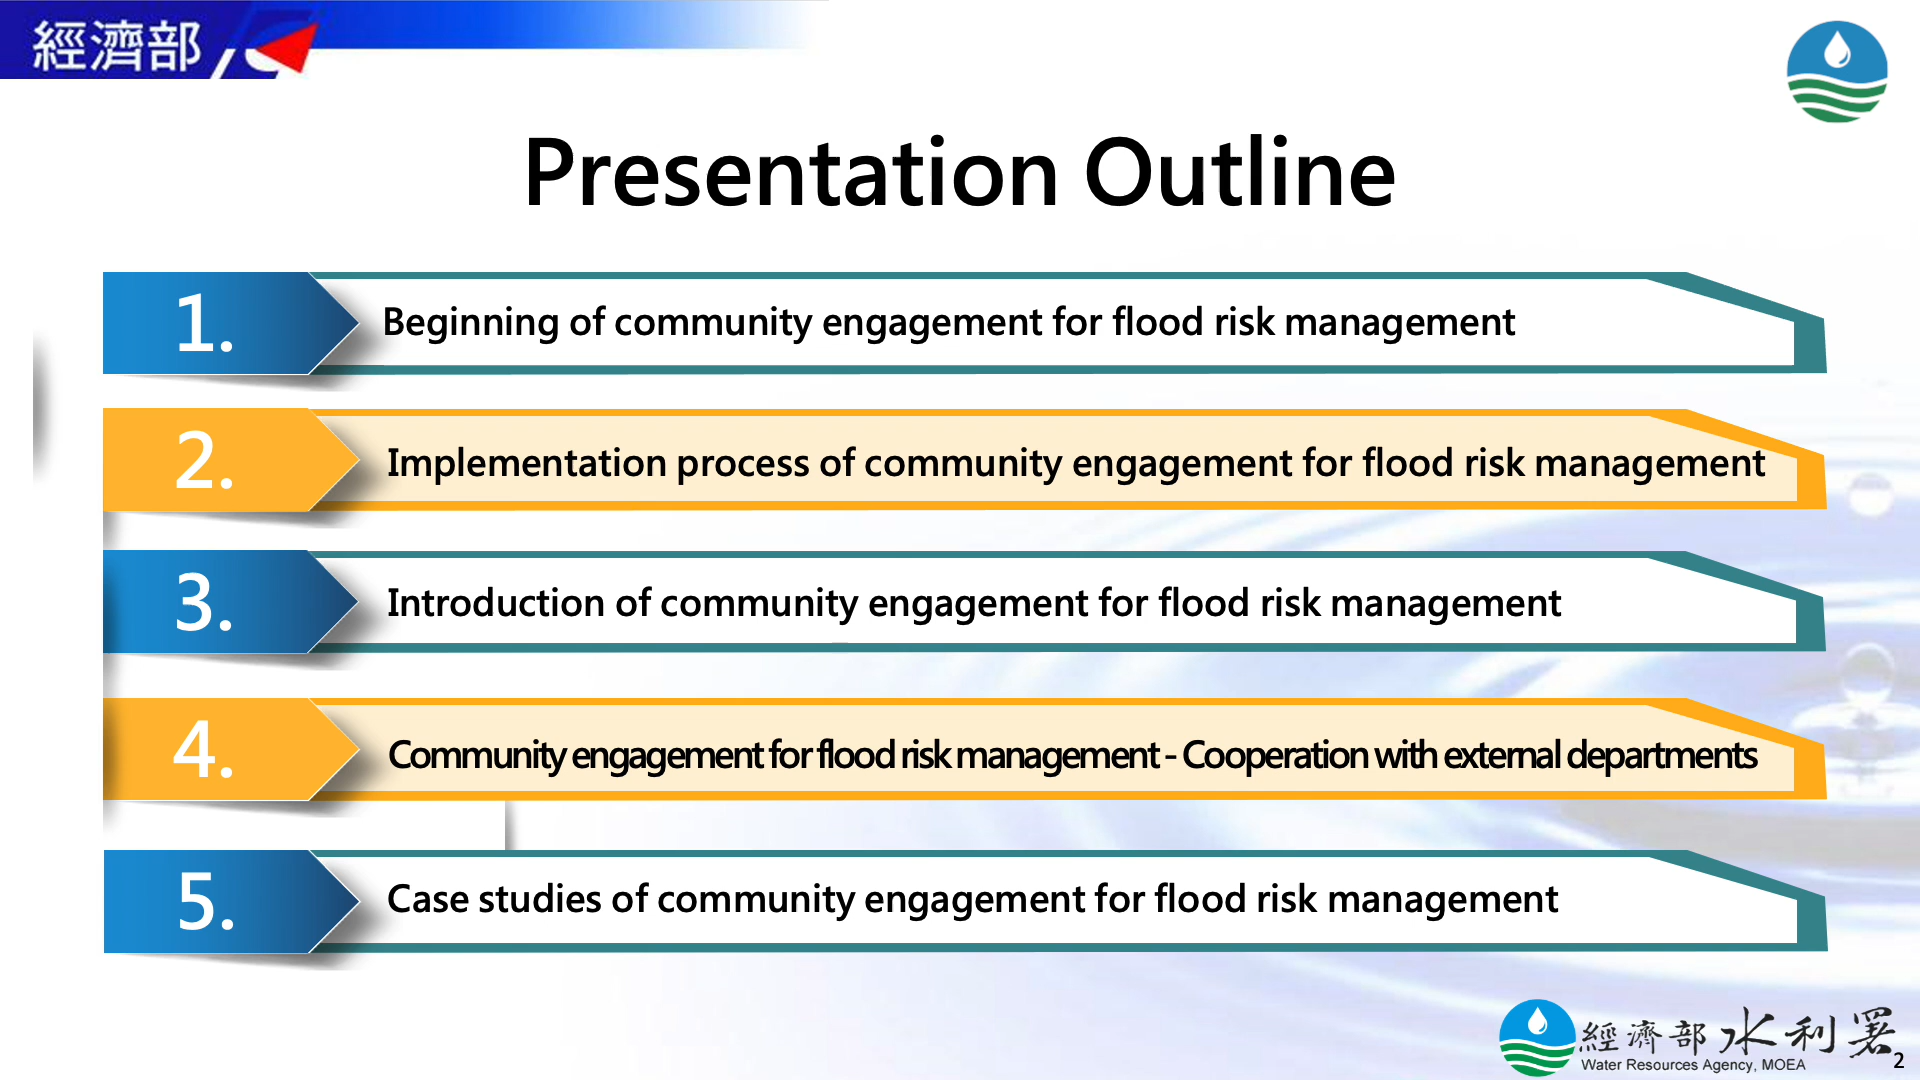 經濟部
Presentation Outline
1.
Beginning of community engagement for flood risk management
2.
Implementation process of community engagement for flood risk management
3.
Introduction of community engagement for flood risk management
4.
Community engagement for flood risk management - Cooperation with external departments
5.
Case studies of community engagement for flood risk management
經濟部水利署
Water Resources Agency, MOEA
2